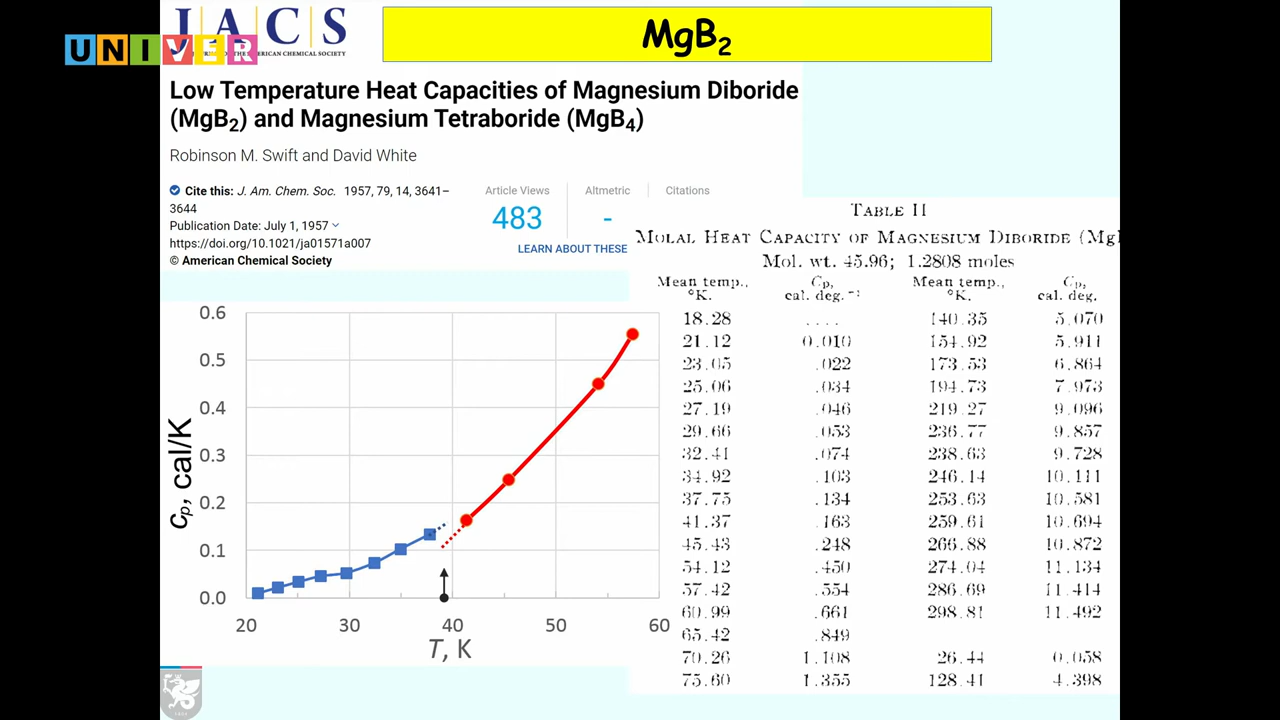 UNIVER
JACS
JOURNAL OF THE AMERICAN CHEMICAL SOCIETY
MgB₂
Low Temperature Heat Capacities of Magnesium Diboride
(MgB₂) and Magnesium Tetraboride (MgB₄)
Robinson M. Swift and David White
Cite this: J. Am. Chem. Soc. 1957, 79, 14, 3641–
3644
Publication Date: July 1, 1957
https://doi.org/10.1021/ja01571a007
© American Chemical Society
Article Views
483
Altmetric
-
Citations
LEARN ABOUT THESE
TABLE II
MOLAL HEAT CAPACITY OF MAGNESIUM DIBORIDE (Mg
Mol. wt. 45.96; 1.2808 moles
Mean temp., °K. Cp, cal. deg.⁻¹ Mean temp., °K. Cp, cal. deg.
18.28 .... 140.35 5.070
21.12 0.010 154.92 5.911
23.05 .022 173.53 6.864
25.06 .034 194.73 7.973
27.19 .046 219.27 9.096
29.66 .053 236.77 9.857
32.41 .074 238.63 9.728
34.92 .103 246.14 10.111
37.75 .134 253.63 10.581
41.37 .163 259.61 10.694
45.43 .248 266.88 10.872
54.12 .450 274.04 11.134
57.42 .554 286.69 11.414
60.99 .661 298.81 11.492
65.42 .849
70.26 1.108 26.44 0.058
75.60 1.355 128.41 4.398
cp, cal/K
0.6
0.5
0.4
0.3
0.2
0.1
0.0
20 30 40 50 60
T, K